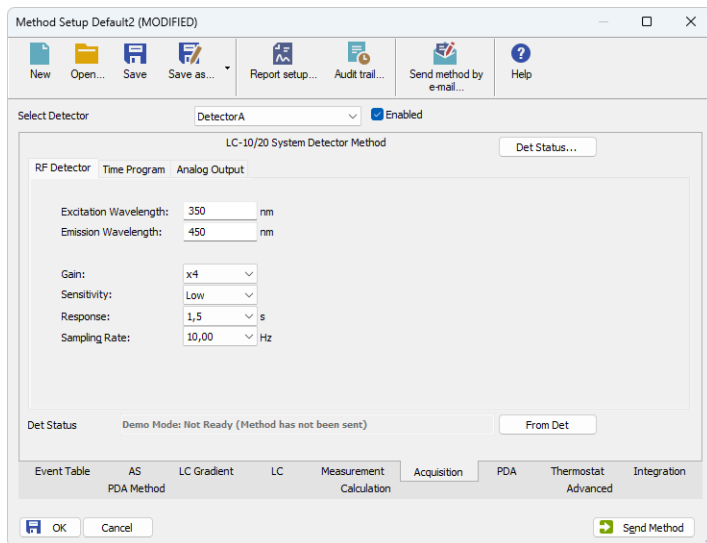 Method Setup Default2 (MODIFIED)
New Open... Save Save as... Report setup... Audit trail... Send method by e-mail... Help
Select Detector DetectorA Enabled
LC-10/20 System Detector Method Det Status...
RF Detector Time Program Analog Output
Excitation Wavelength: 350 nm
Emission Wavelength: 450 nm
Gain: x4
Sensitivity: Low
Response: 1,5 s
Sampling Rate: 10,00 Hz
Det Status Demo Mode: Not Ready (Method has not been sent) From Det
Event Table AS LC Gradient LC Measurement Acquisition PDA Thermostat Integration
PDA Method Calculation Advanced
OK Cancel Send Method